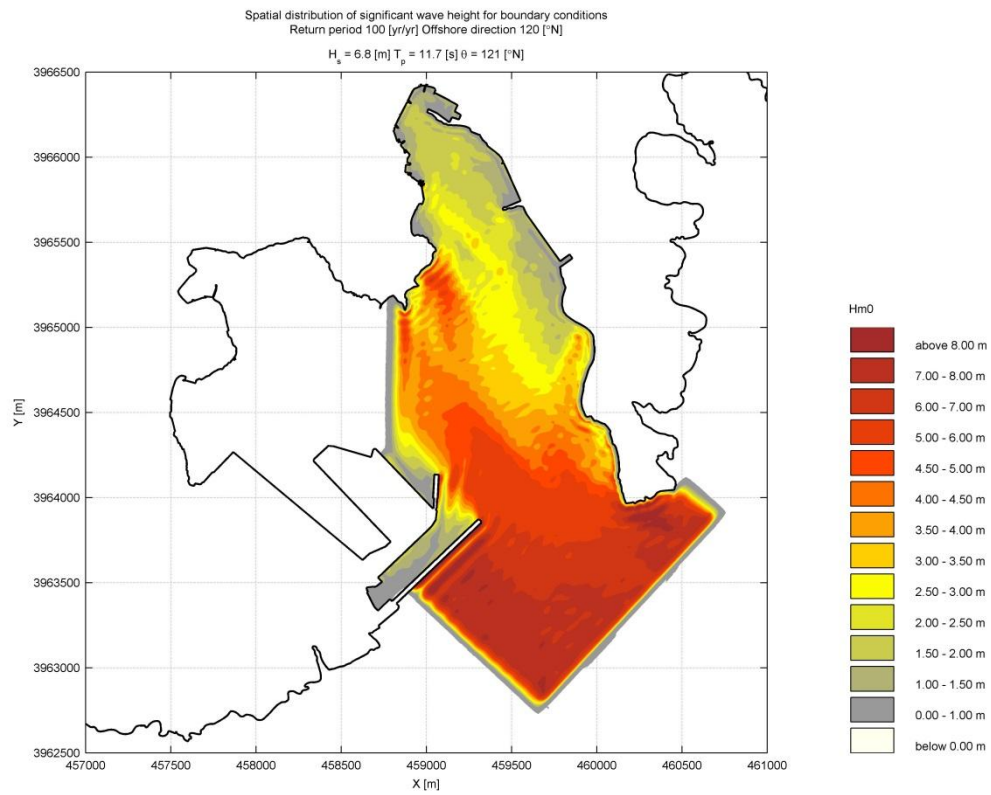 Spatial distribution of significant wave height for boundary conditions
Return period 100 [yr/yr] Offshore direction 120 [°N]
Hs = 6.8 [m] Tp = 11.7 [s] θ = 121 [°N]
3966500
3966000
3965500
3965000
3964500
3964000
3963500
3963000
3962500
Y [m]
457000 457500 458000 458500 459000 459500 460000 460500 461000
X [m]
Hm0
above 8.00 m
7.00 - 8.00 m
6.00 - 7.00 m
5.00 - 6.00 m
4.50 - 5.00 m
4.00 - 4.50 m
3.50 - 4.00 m
3.00 - 3.50 m
2.50 - 3.00 m
2.00 - 2.50 m
1.50 - 2.00 m
1.00 - 1.50 m
0.00 - 1.00 m
below 0.00 m